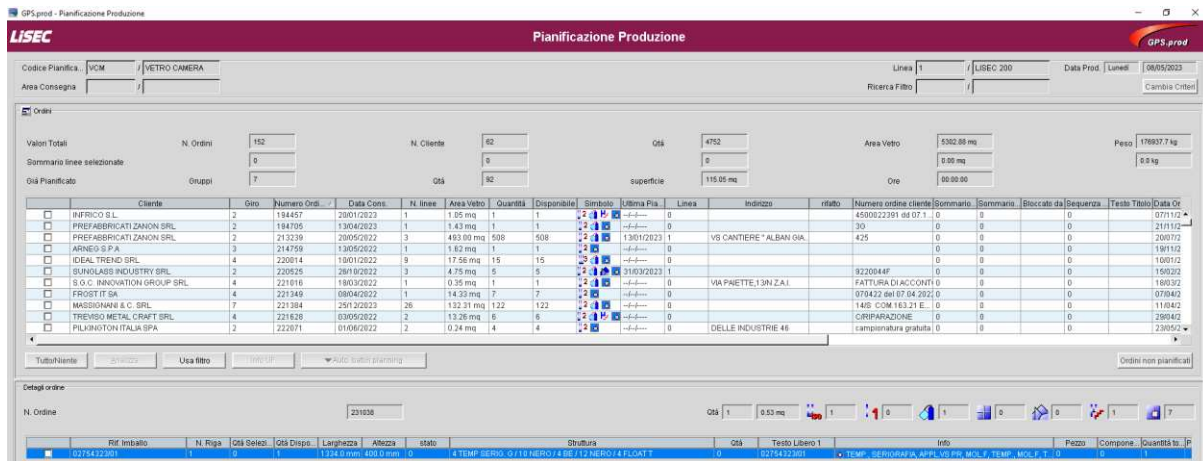 GPS.prod - Pianificazione Produzione
LiSEC Pianificazione Produzione GPS.prod
Codice Pianifica... VCM / VETRO CAMERA Linea 1 / LISEC 200 Data Prod. Lunedì 08/05/2023
Area Consegna / Ricerca Filtro / Cambia Criteri
Ordini
Valori Totali N. Ordini 152 N. Cliente 62 Qtà 4752 Area Vetro 5302.88 mq Peso 176937.7 kg
Sommario linee selezionate 0 0 0 0.00 mq 0.0 kg
Già Pianificato Gruppi 7 Qtà 92 superficie 115.05 mq Ore 00:00:00
Cliente Giro Numero Ordi... Data Cons. N. linee Area Vetro Quantità Disponibile Simbolo Ultima Pia... Linea Indirizzo rifatto Numero ordine cliente Sommario... Sommario... Bloccato da Sequenza... Testo Titolo Data Or
INFRICO S.L. 2 194457 20/01/2023 1 1.05 mq 1 1 --/--/---- 0 4500022391 dd 07.1... 0 0 0 07/11/2
PREFABBRICATI ZANON SRL 2 194705 13/04/2023 1 1.43 mq 1 1 --/--/---- 0 30 0 0 21/11/2
PREFABBRICATI ZANON SRL 2 213239 20/05/2022 3 493.00 mq 508 508 13/01/2023 1 VS CANTIERE " ALBAN GIA. 425 0 0 20/07/2
ARNEG S.P.A 2 214759 13/05/2022 1 1.62 mq 1 1 --/--/---- 0 0 0 0 19/11/2
IDEAL TREND SRL 4 220014 10/01/2022 9 17.56 mq 15 15 --/--/---- 0 0 0 0 10/01/2
SUNGLASS INDUSTRY SRL 2 220525 26/10/2022 3 4.75 mq 5 5 31/03/2023 1 9220044F 0 0 15/02/2
S.G.C. INNOVATION GROUP SRL 4 221016 18/03/2022 1 0.35 mq 1 1 --/--/---- 0 VIA PAIETTE,13/N Z.A.I. FATTURA DI ACCONTI 0 0 0 18/03/2
FROST IT SA 4 221349 08/04/2022 1 14.33 mq 7 7 --/--/---- 0 070422 del 07.04.2022 0 0 0 07/04/2
MASSIGNANI & C. SRL 7 221384 25/12/2023 26 132.31 mq 122 122 --/--/---- 0 14/S COM.163.21 E... 0 0 0 11/04/2
TREVISO METAL CRAFT SRL 4 221628 03/05/2022 2 13.26 mq 6 6 --/--/---- 0 C/RIPARAZIONE 0 0 0 29/04/2
PILKINGTON ITALIA SPA 2 222071 01/06/2022 2 0.24 mq 4 4 --/--/---- 0 DELLE INDUSTRIE 46 campionatura gratuita 0 0 0 23/05/2
Tutto/Niente Analizza Usa filtro Info UP Auto. batch planning Ordini non pianificati
Detagli ordine
N. Ordine 231038 Qtà 1 0.53 mq 1 0 1 0 0 1 7
Rif. Imballo N. Riga Qtà Selezi... Qtà Dispo... Larghezza Altezza stato Struttura Qtà Testo Libero 1 Info Pezzo Compone... Quantità to... P
02754323/01 1 0 1 1334.0 mm 400.0 mm 0 4 TEMP SERIG. G / 10 NERO / 4 BE / 12 NERO / 4 FLOAT T 0 02754323/01 TEMP., SERIGRAFIA, APPL.VS PR, MOL.F, TEMP., MOL.F, T... 0 0 1